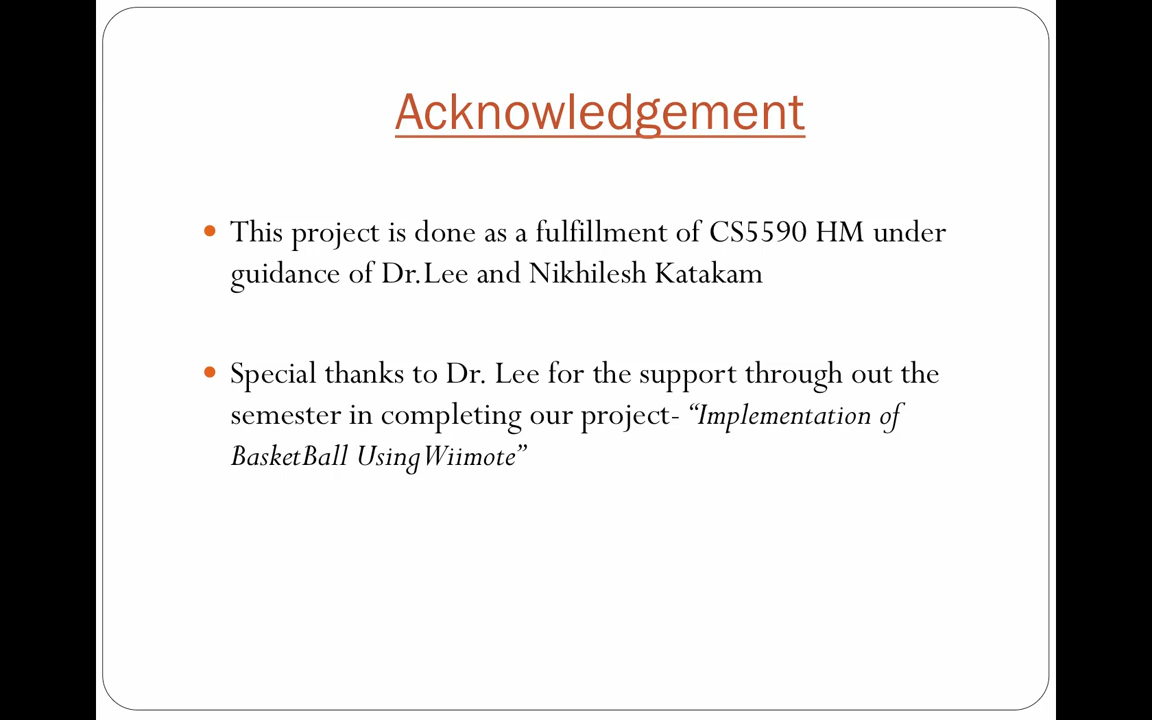 Acknowledgement
This project is done as a fulfillment of CS5590 HM under
guidance of Dr.Lee and Nikhilesh Katakam
Special thanks to Dr. Lee for the support through out the
semester in completing our project- “Implementation of
BasketBall Using Wiimote”